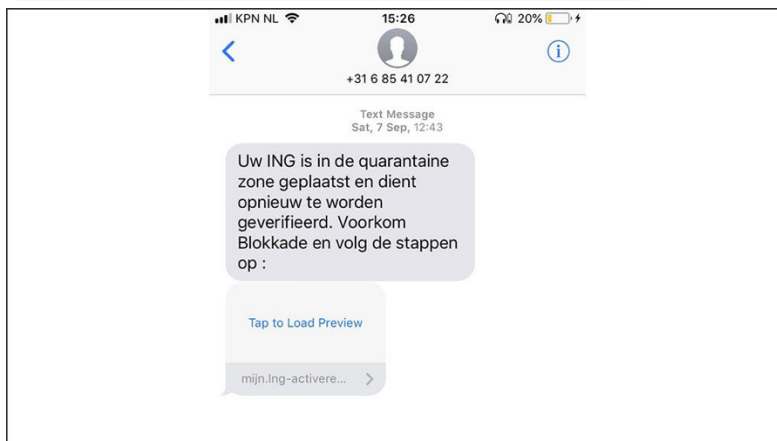 KPN NL 15:26 20%
+31 6 85 41 07 22
Text Message
Sat, 7 Sep, 12:43
Uw ING is in de quarantaine
zone geplaatst en dient
opnieuw te worden
geverifieerd. Voorkom
Blokkade en volg de stappen
op :
Tap to Load Preview
mijn.Ing-activere...